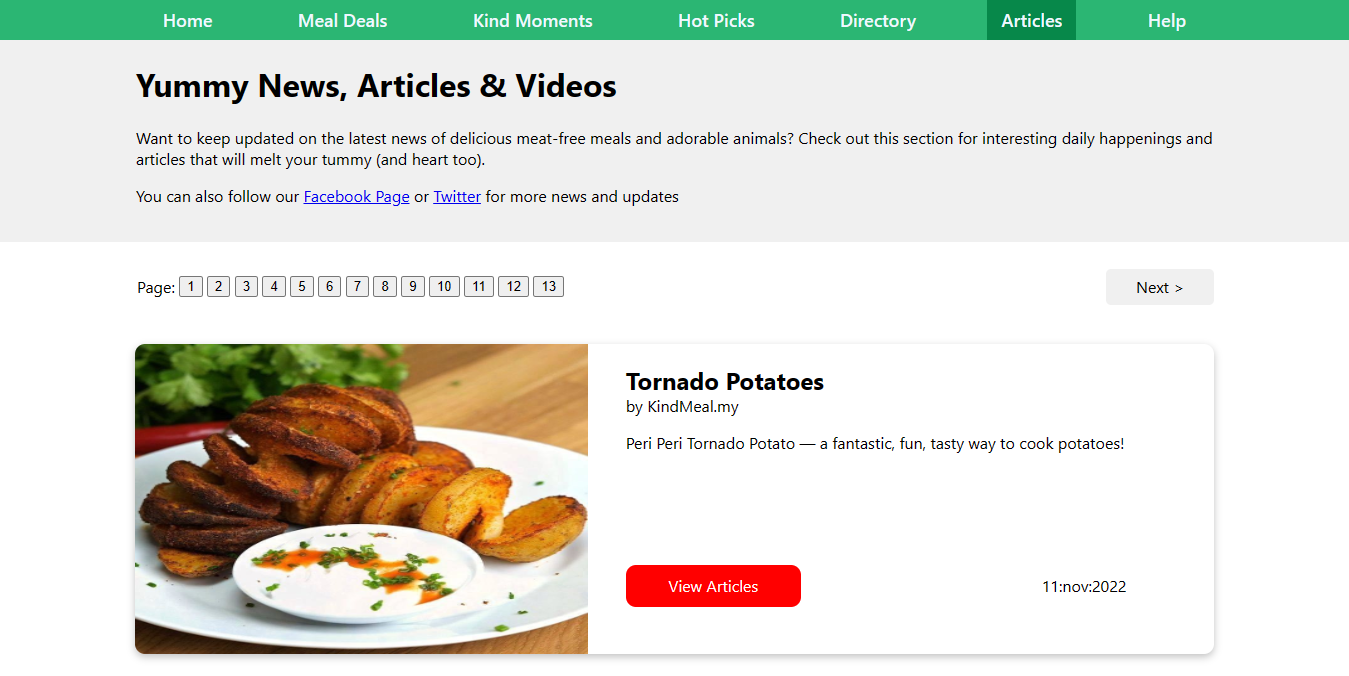 Home Meal Deals Kind Moments Hot Picks Directory Articles Help
Yummy News, Articles & Videos
Want to keep updated on the latest news of delicious meat-free meals and adorable animals? Check out this section for interesting daily happenings and
articles that will melt your tummy (and heart too).
You can also follow our Facebook Page or Twitter for more news and updates
Page: 1 2 3 4 5 6 7 8 9 10 11 12 13 Next >
Tornado Potatoes
by KindMeal.my
Peri Peri Tornado Potato — a fantastic, fun, tasty way to cook potatoes!
View Articles 11:nov:2022